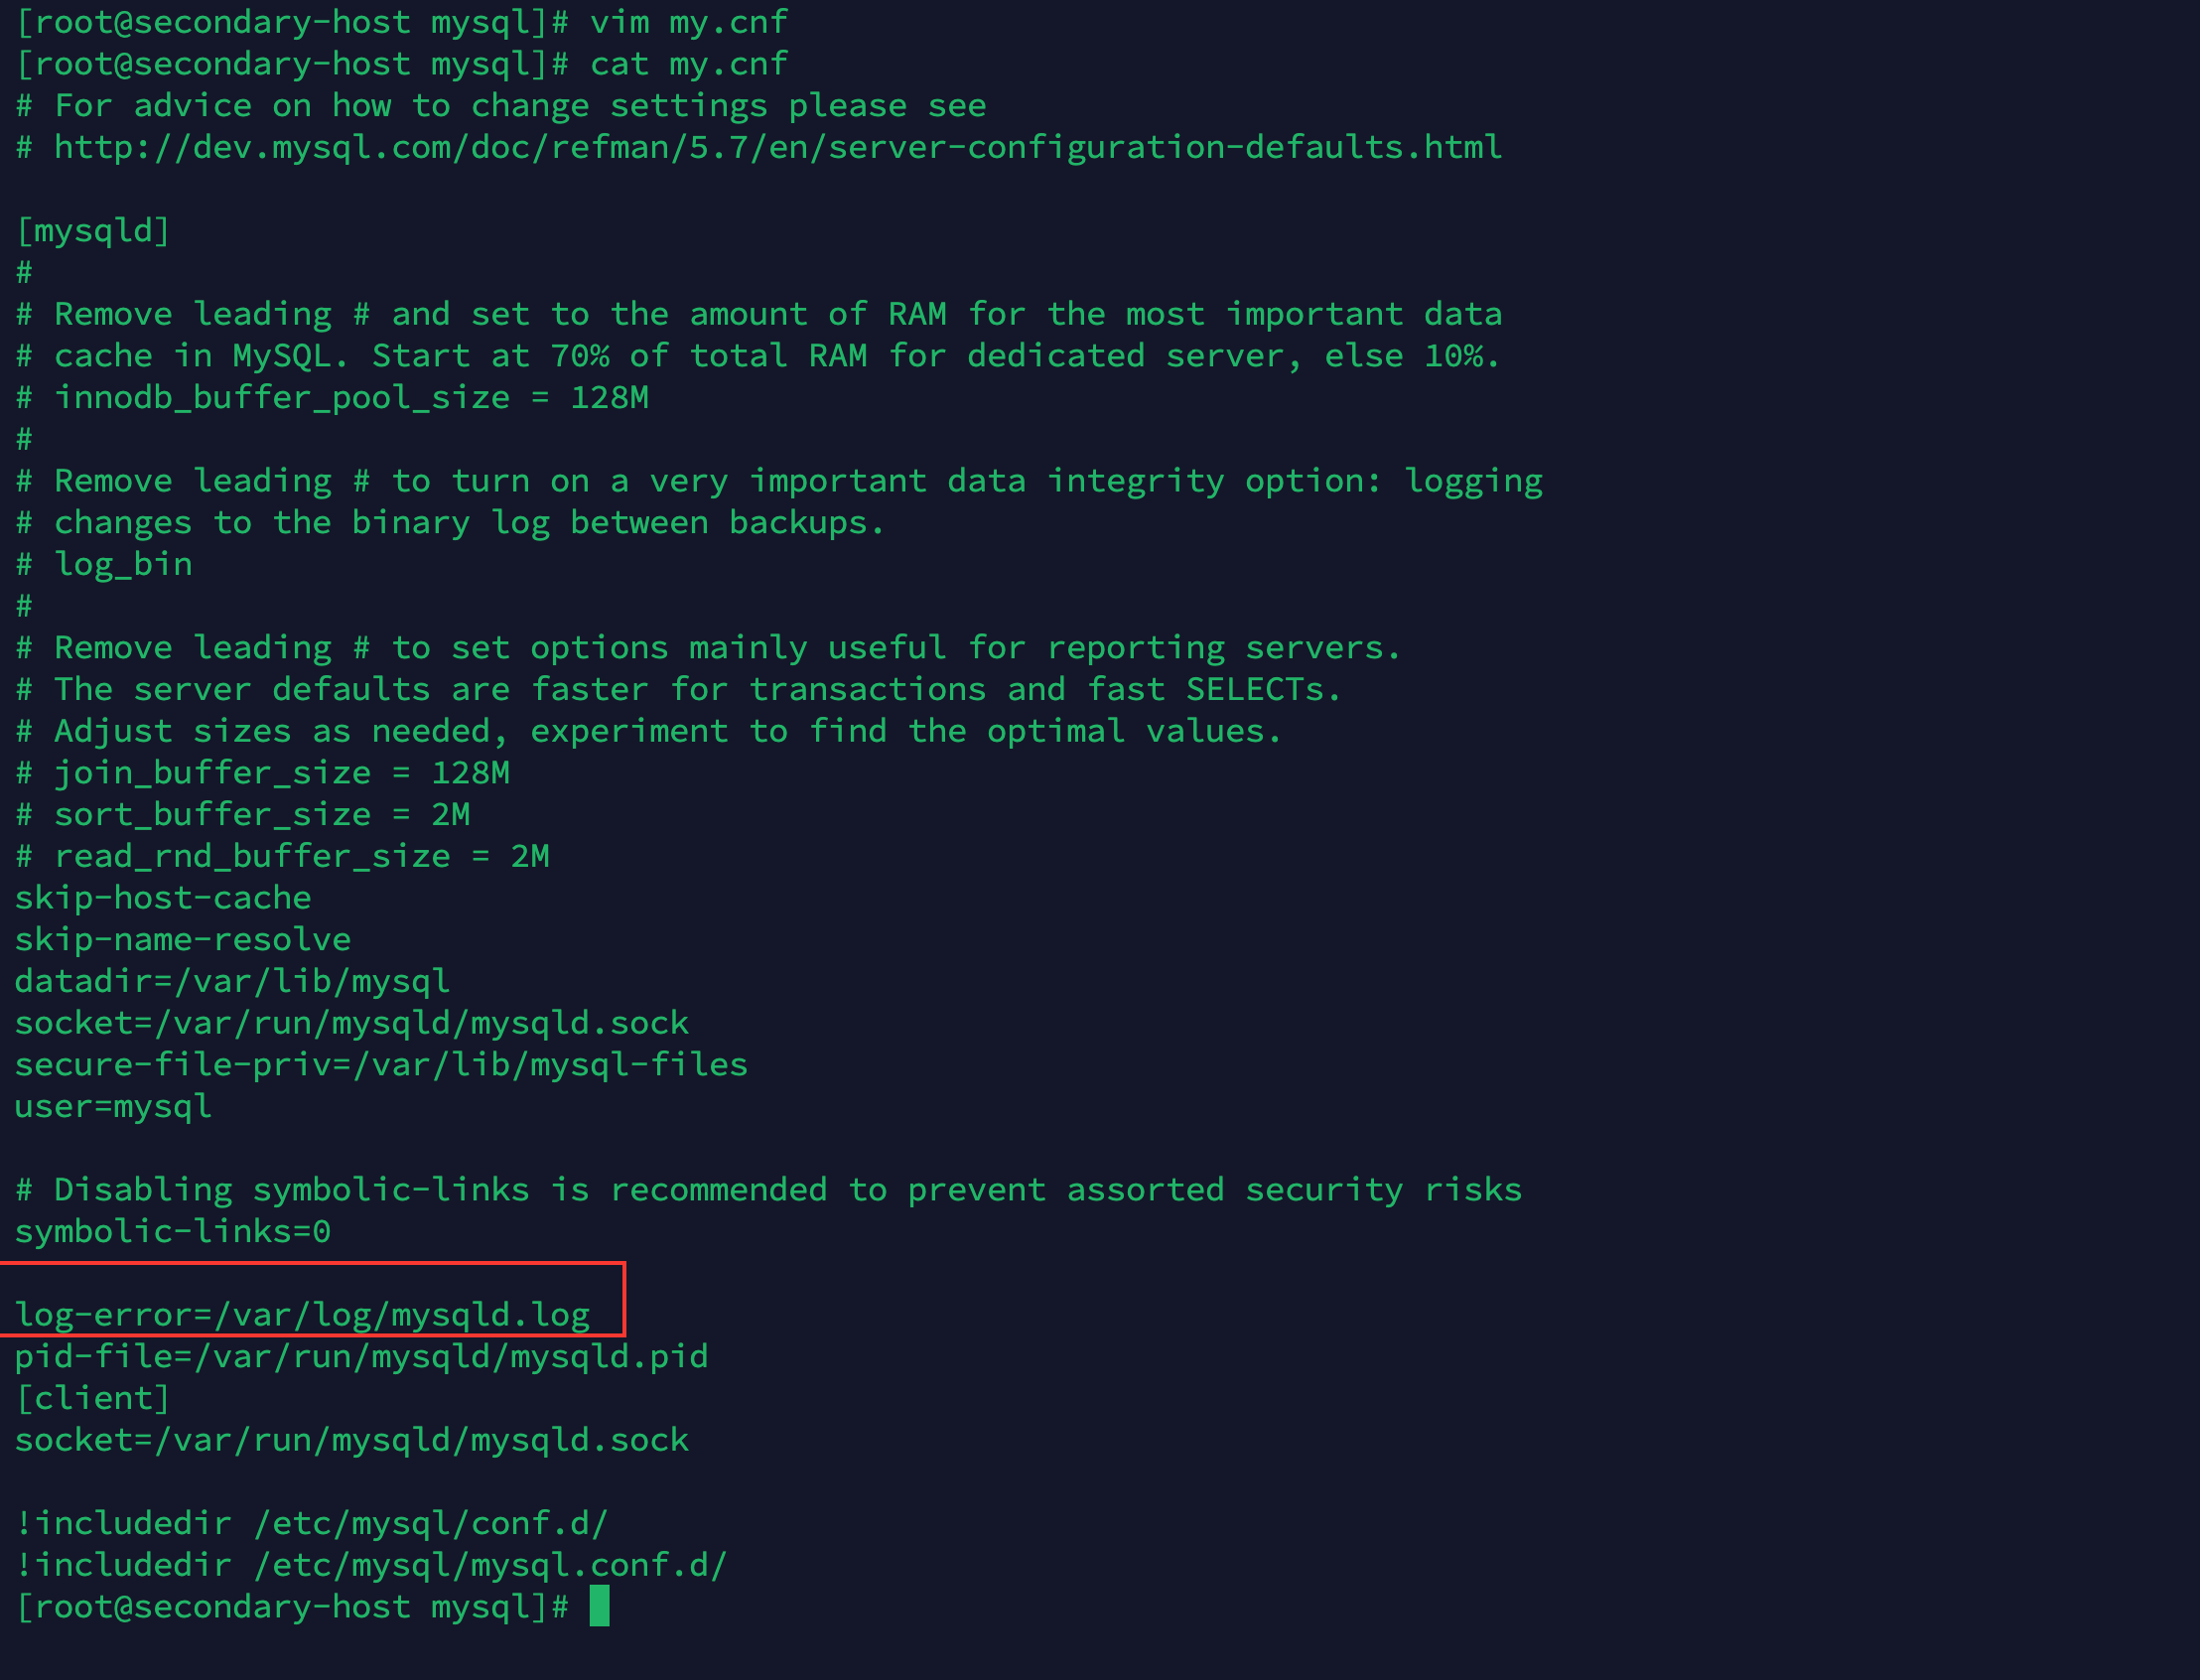 [root@secondary-host mysql]# vim my.cnf
[root@secondary-host mysql]# cat my.cnf
# For advice on how to change settings please see
# http://dev.mysql.com/doc/refman/5.7/en/server-configuration-defaults.html
[mysqld]
#
# Remove leading # and set to the amount of RAM for the most important data
# cache in MySQL. Start at 70% of total RAM for dedicated server, else 10%.
# innodb_buffer_pool_size = 128M
#
# Remove leading # to turn on a very important data integrity option: logging
# changes to the binary log between backups.
# log_bin
#
# Remove leading # to set options mainly useful for reporting servers.
# The server defaults are faster for transactions and fast SELECTs.
# Adjust sizes as needed, experiment to find the optimal values.
# join_buffer_size = 128M
# sort_buffer_size = 2M
# read_rnd_buffer_size = 2M
skip-host-cache
skip-name-resolve
datadir=/var/lib/mysql
socket=/var/run/mysqld/mysqld.sock
secure-file-priv=/var/lib/mysql-files
user=mysql
# Disabling symbolic-links is recommended to prevent assorted security risks
symbolic-links=0
log-error=/var/log/mysqld.log
pid-file=/var/run/mysqld/mysqld.pid
[client]
socket=/var/run/mysqld/mysqld.sock
!includedir /etc/mysql/conf.d/
!includedir /etc/mysql/mysql.conf.d/
[root@secondary-host mysql]#